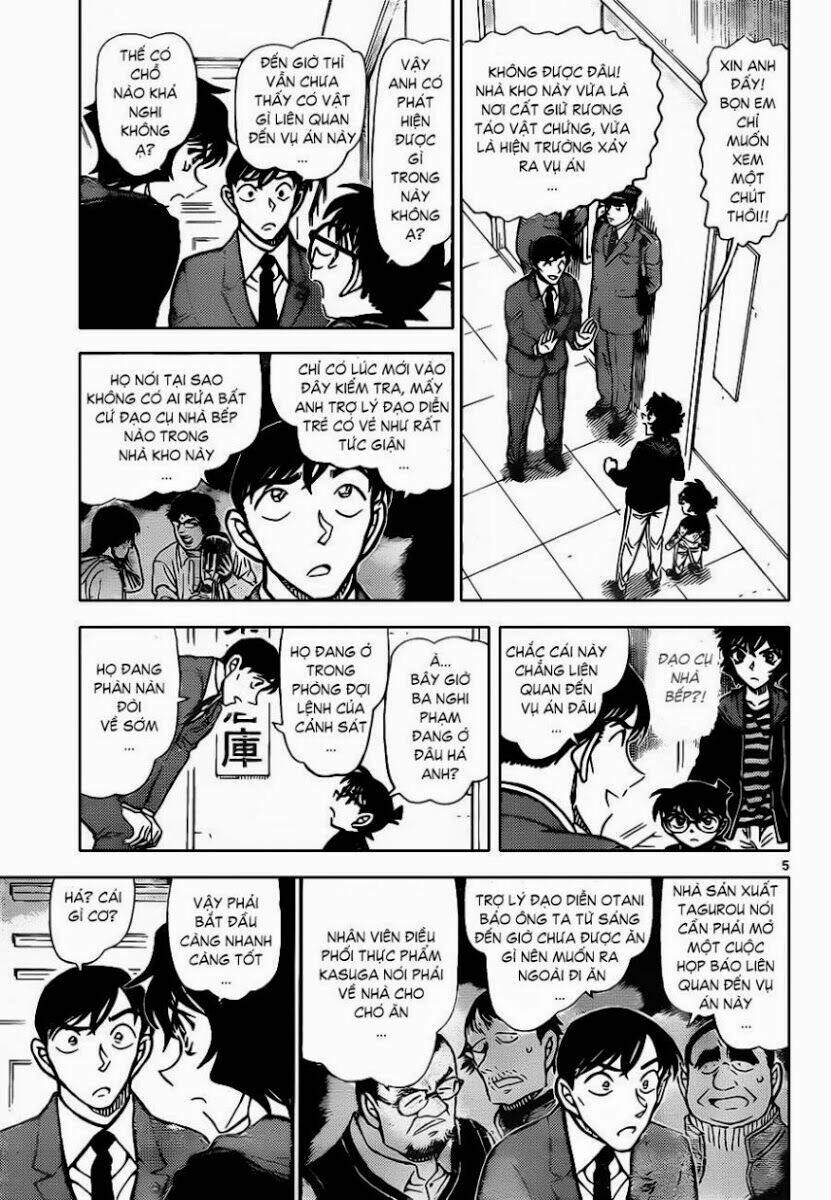 XIN ANH
ĐẤY!
BỌN EM
CHỈ
MUỐN
XEM
MỘT
CHÚT
THÔI!!
KHÔNG ĐƯỢC ĐÂU!
NHÀ KHO NÀY VỪA LÀ
NƠI CẤT GIỮ RƯƠNG
TÁO VẬT CHỨNG, VỪA
LÀ HIỆN TRƯỜNG XẢY
RA VỤ ÁN
...
VẬY
ANH CÓ
PHÁT
HIỆN
ĐƯỢC
GÌ
TRONG
NÀY
KHÔNG
Ạ?
ĐẾN GIỜ THÌ
VẪN CHƯA
THẤY CÓ VẬT
GÌ LIÊN QUAN
ĐẾN VỤ ÁN NÀY
...
THẾ CÓ
CHỖ
NÀO KHẢ
NGHI
KHÔNG
Ạ?
CHỈ CÓ LÚC MỚI VÀO
ĐÂY KIỂM TRA, MẤY
ANH TRỢ LÝ ĐẠO DIỄN
TRẺ CÓ VẺ NHƯ RẤT
TỨC GIẬN
...
HỌ NÓI TẠI SAO
KHÔNG CÓ AI RỬA BẤT
CỨ ĐẠO CỤ NHÀ BẾP
NÀO TRONG
NHÀ KHO NÀY
...
ĐẠO CỤ
NHÀ
BẾP?!
CHẮC CÁI NÀY
CHẲNG LIÊN
QUAN ĐẾN
VỤ ÁN ĐÂU
...
À...
BÂY GIỜ
BA NGHI
PHẠM
ĐANG Ở
ĐÂU HẢ
ANH?
HỌ ĐANG Ở
TRONG
PHÒNG ĐỢI
LỆNH CỦA
CẢNH SÁT
...
HỌ ĐANG
PHÀN NÀN
ĐÒI
VỀ SỚM
...
庫
5
NHÀ SẢN XUẤT
TAGUROU NÓI
CẦN PHẢI MỞ
MỘT CUỘC
HỌP BÁO LIÊN
QUAN ĐẾN VỤ
ÁN NÀY
...
TRỢ LÝ ĐẠO DIỄN OTANI
BẢO ÔNG TA TỪ SÁNG
ĐẾN GIỜ CHƯA ĐƯỢC ĂN
GÌ NÊN MUỐN RA
NGOÀI ĐI ĂN
...
NHÂN VIÊN ĐIỀU
PHỐI THỰC PHẨM
KASUGA NÓI PHẢI
VỀ NHÀ CHO
CHÓ ĂN
...
VẬY PHẢI
BẮT ĐẦU
CÀNG NHANH
CÀNG TỐT
...
HẢ? CÁI
GÌ CƠ?